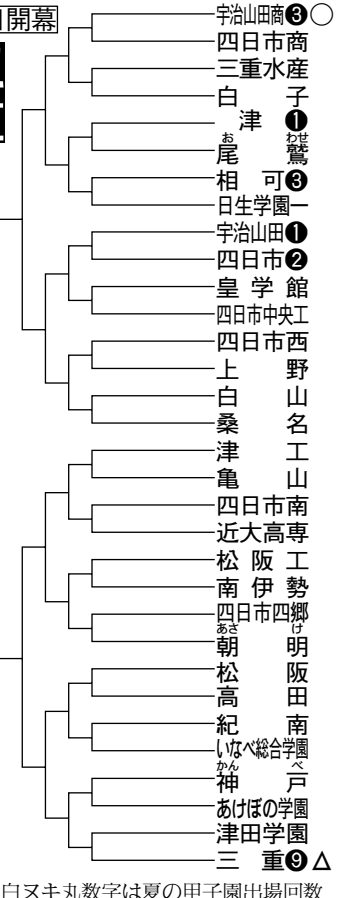 開幕
宇治山田商❸○
四日市商
三重水産
白子
津❶
尾鷲
おわせ
相可❸
日生学園一
宇治山田❶
四日市❷
皇学館
四日市中央工
四日市西
上野
白山
桑名
津工
亀山
四日市南
近大高専
松阪工
南伊勢
四日市四郷
朝明
あさけ
松阪
高田
紀南
いなべ総合学園
神戸
かんべ
あけぼの学園
津田学園
三重❾△
白ヌキ丸数字は夏の甲子園出場回数